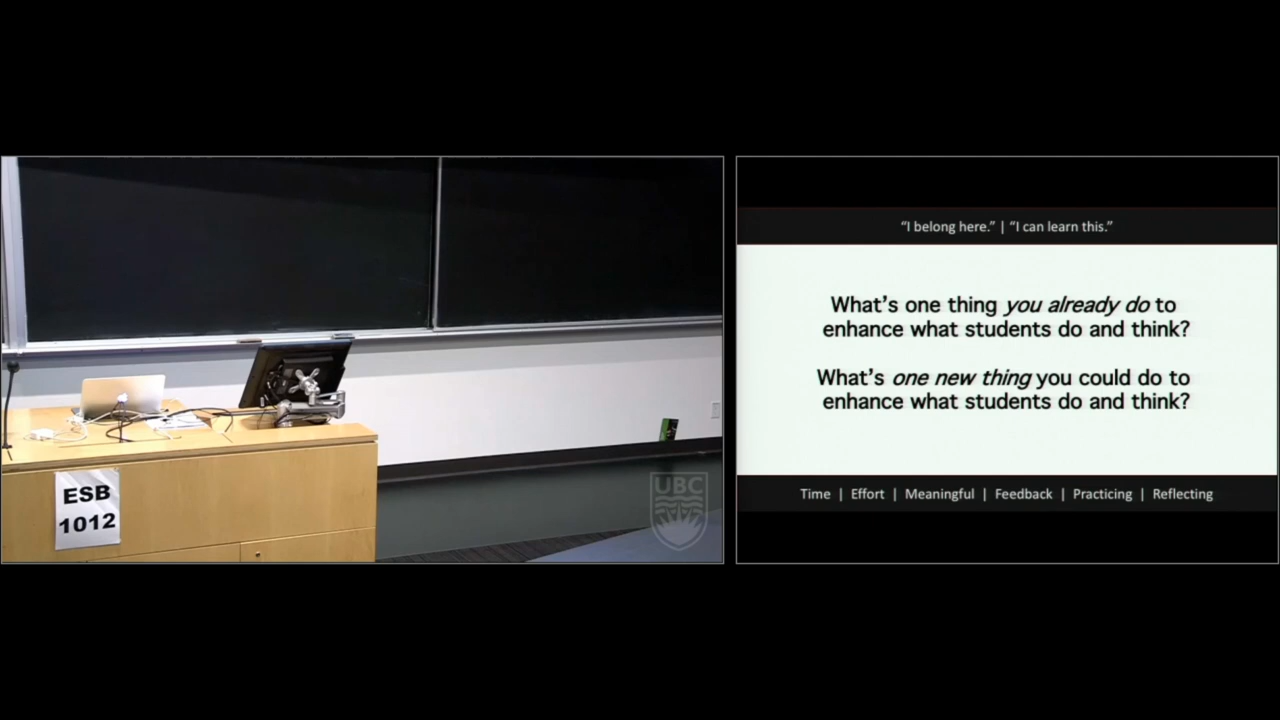 ESB
1012
UBC
“I belong here.” | “I can learn this.”
What’s one thing you already do to
enhance what students do and think?
What’s one new thing you could do to
enhance what students do and think?
Time | Effort | Meaningful | Feedback | Practicing | Reflecting